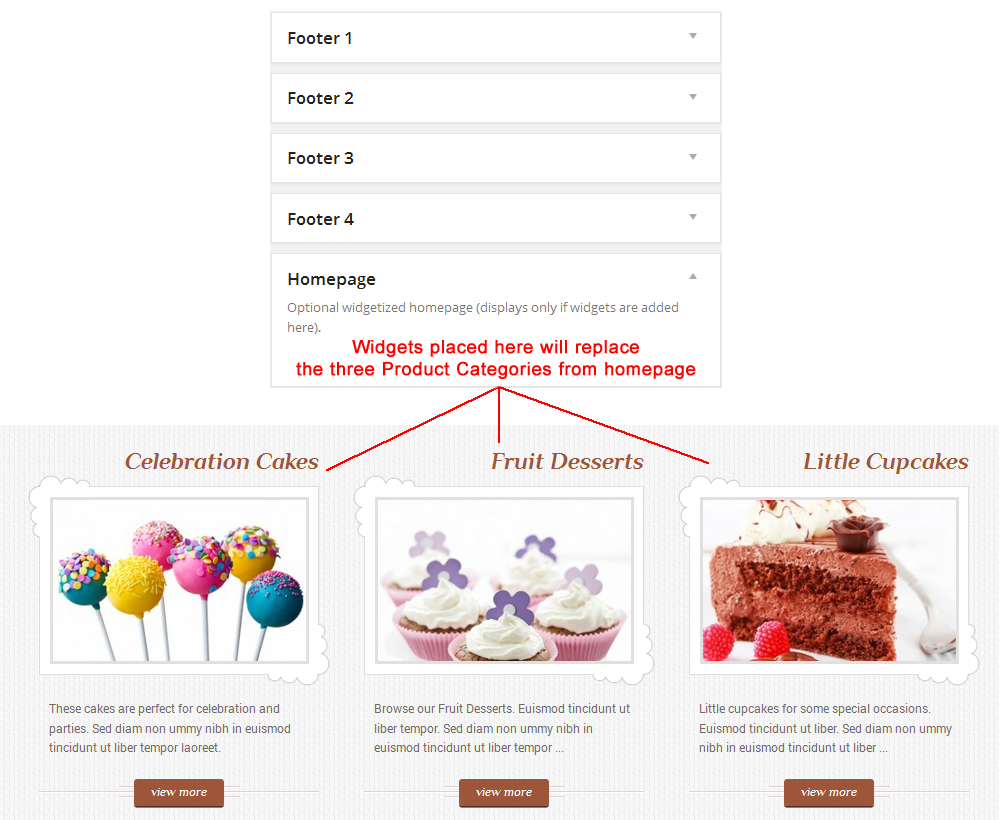 Footer 1
Footer 2
Footer 3
Footer 4
Homepage
Optional widgetized homepage (displays only if widgets are added
here).
Widgets placed here will replace
the three Product Categories from homepage
Celebration Cakes
These cakes are perfect for celebration and
parties. Sed diam non ummy nibh in euismod
tincidunt ut liber tempor laoreet.
view more
Fruit Desserts
Browse our Fruit Desserts. Euismod tincidunt ut
liber tempor. Sed diam non ummy nibh in
euismod tincidunt ut liber tempor ...
view more
Little Cupcakes
Little cupcakes for some special occasions.
Euismod tincidunt ut liber. Sed diam non ummy
nibh in euismod tincidunt ut liber ...
view more